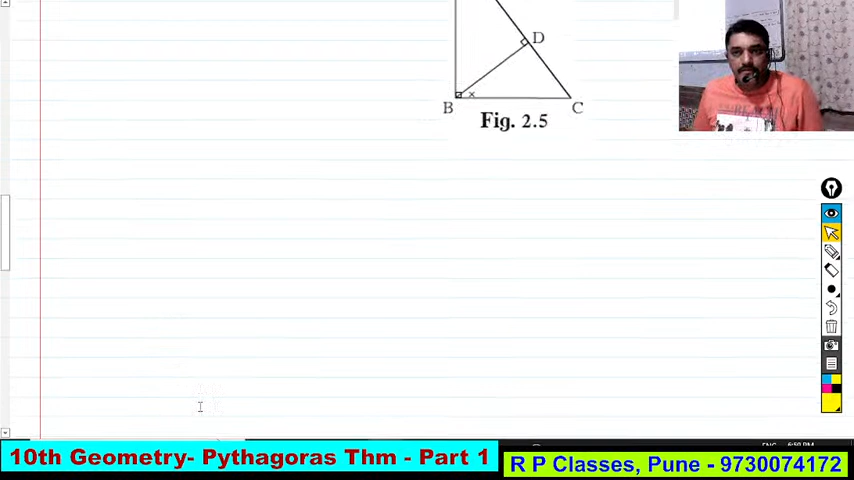 D
B
×
C
Fig. 2.5
10th Geometry- Pythagoras Thm - Part 1
R P Classes, Pune - 9730074172